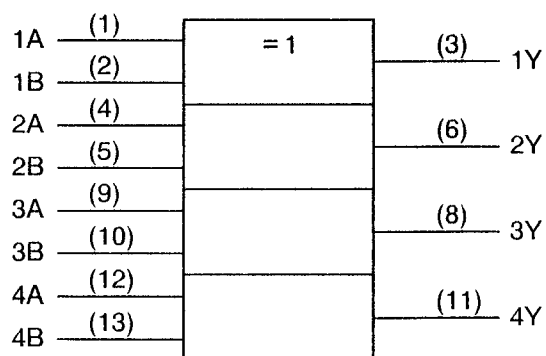 1A (1) = 1 (3) 1Y
1B (2)
2A (4) (6) 2Y
2B (5)
3A (9) (8) 3Y
3B (10)
4A (12) (11) 4Y
4B (13)